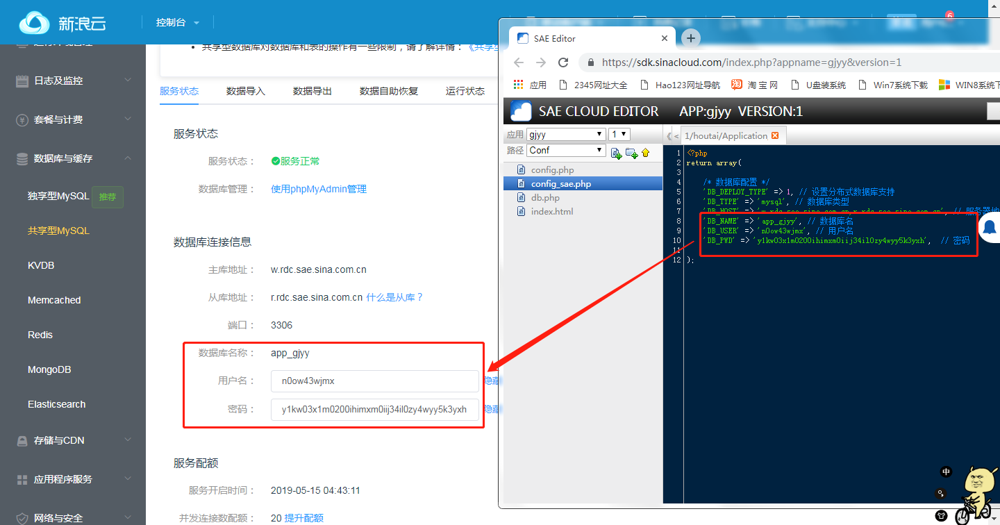 新浪云
控制台
日志及监控
套餐与计费
数据库与缓存
独享型MySQL 推荐
共享型MySQL
KVDB
Memcached
Redis
MongoDB
Elasticsearch
存储与CDN
应用程序服务
网络与安全
共享型数据库对数据库和表的操作有一些限制，请了解详情：《共享型
服务状态 数据导入 数据导出 数据自助恢复 运行状态
服务状态
服务状态： 服务正常
数据库管理： 使用phpMyAdmin管理
数据库连接信息
主库地址： w.rdc.sae.sina.com.cn
从库地址： r.rdc.sae.sina.com.cn 什么是从库？
端口： 3306
数据库名称： app_gjyy
用户名： n0ow43wjmx 隐藏
密码： y1kw03x1m0200ihimxm0iij34il0zy4wyy5k3yxh 隐藏
服务配额
服务开启时间： 2019-05-15 04:43:11
并发连接数配额： 20 提升配额
6
SAE Editor
https://sdk.sinacloud.com/index.php?appname=gjyy&version=1
应用 2345网址大全 Hao123网址导航 淘 宝 网 U盘装系统 Win7系统下载 WIN8系统下
SAE CLOUD EDITOR APP:gjyy VERSION:1
应用 gjyy 1
路径 Conf
config.php
config_sae.php
db.php
index.html
《 < 1/houtai/Application
1 <?php
2 return array(
3
4 /* 数据库配置 */
5 'DB_DEPLOY_TYPE' => 1, // 设置分布式数据库支持
6 'DB_TYPE' => 'mysql', // 数据库类型
7 'DB_HOST' => 'w.rdc.sae.sina.com.cn,r.rdc.sae.sina.com.cn', // 服务器地
8 'DB_NAME' => 'app_gjyy', // 数据库名
9 'DB_USER' => 'n0ow43wjmx', // 用户名
10 'DB_PWD' => 'y1kw03x1m0200ihimxm0iij34il0zy4wyy5k3yxh', // 密码
11
12 );
中